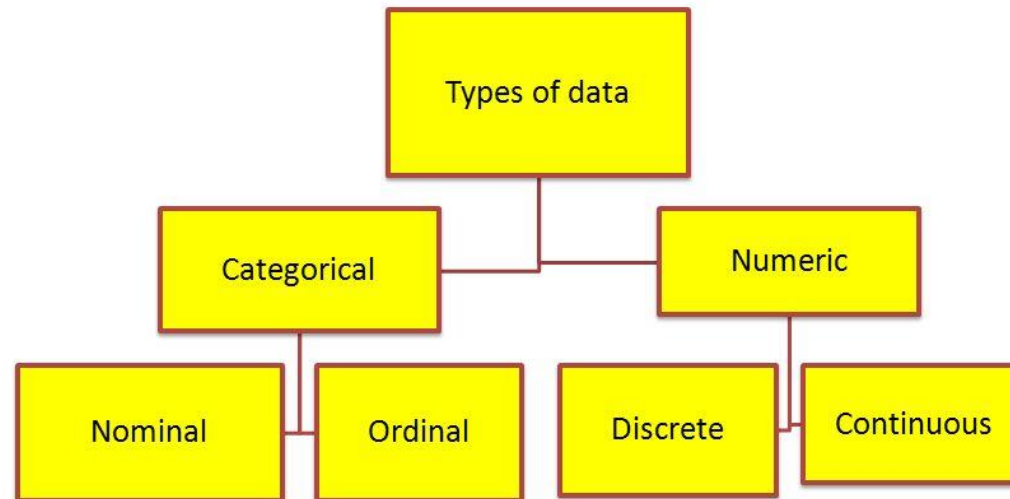 Types of data
Categorical
Numeric
Nominal
Ordinal
Discrete
Continuous